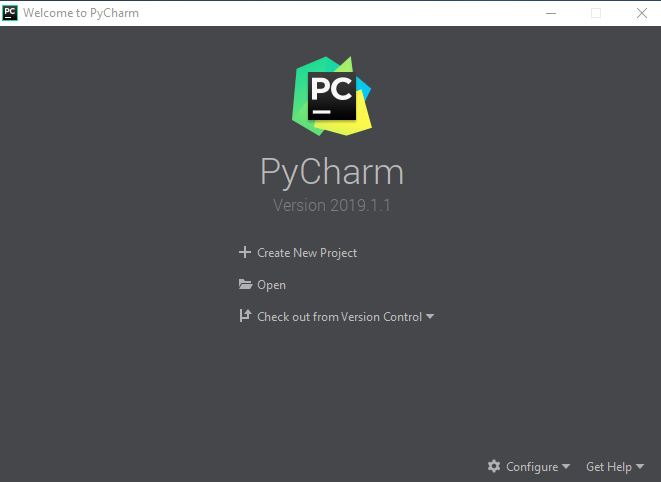 PC Welcome to PyCharm
PC
PyCharm
Version 2019.1.1
Create New Project
Open
Check out from Version Control
Configure Get Help